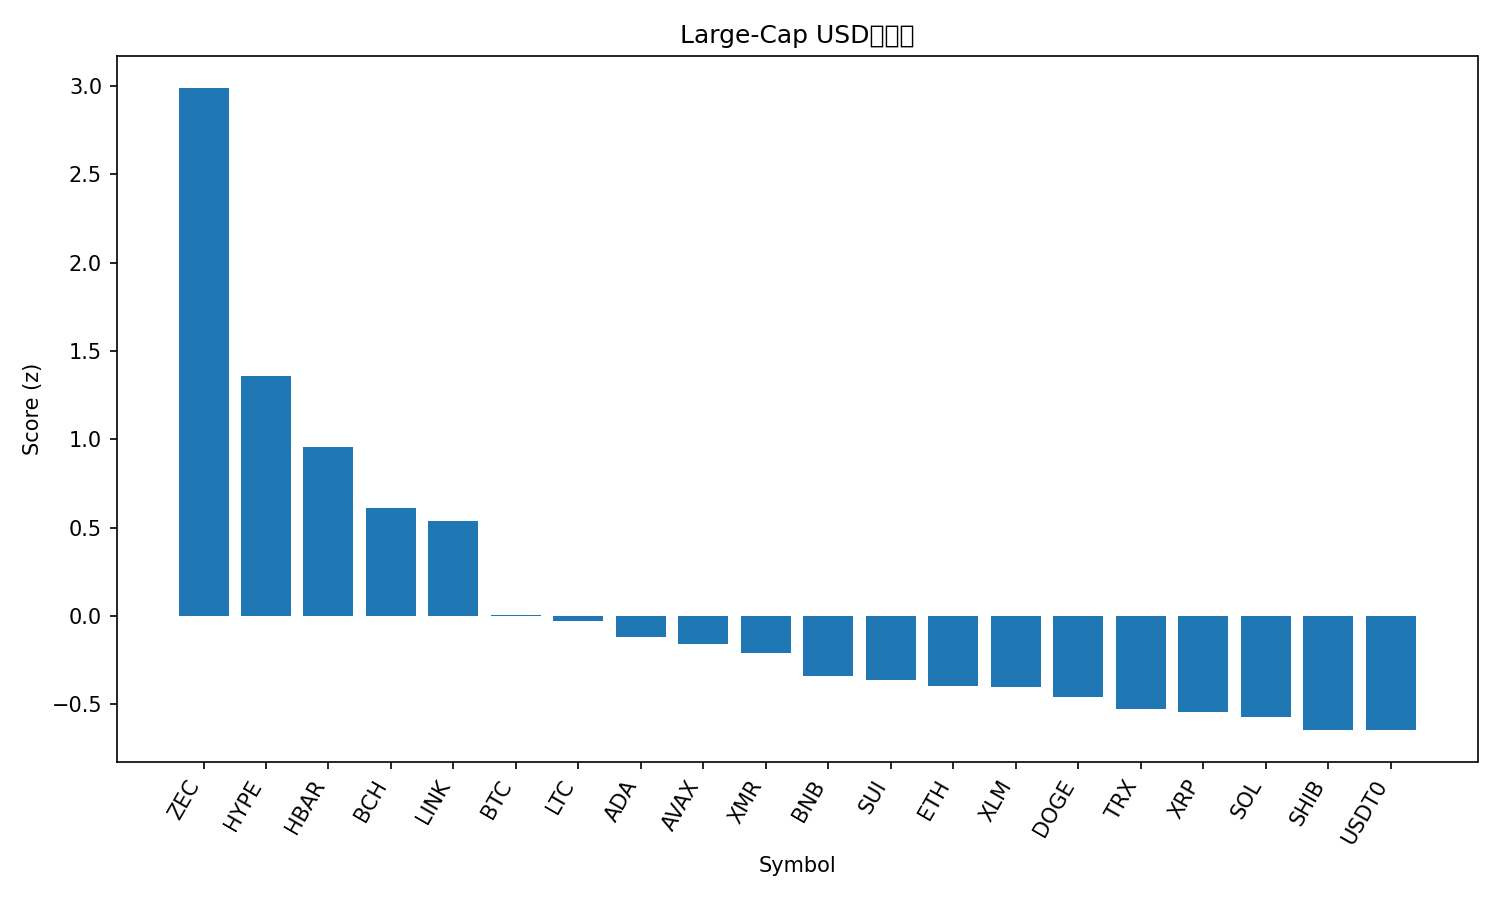 Large-Cap USD
3.0
2.5
2.0
1.5
1.0
0.5
0.0
−0.5
Score (z)
ZEC
HYPE
HBAR
BCH
LINK
BTC
LTC
ADA
AVAX
XMR
BNB
SUI
ETH
XLM
DOGE
TRX
XRP
SOL
SHIB
USDT0
Symbol